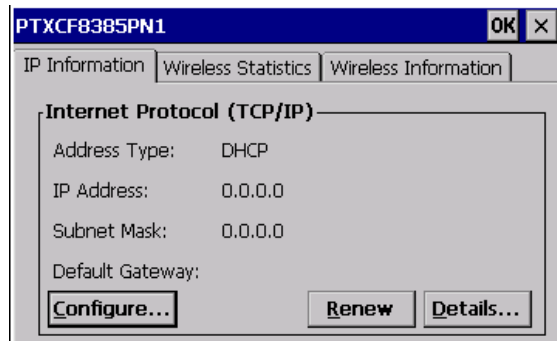 PTXCF8385PN1 OK ×
IP Information Wireless Statistics Wireless Information
Internet Protocol (TCP/IP)
Address Type: DHCP
IP Address: 0.0.0.0
Subnet Mask: 0.0.0.0
Default Gateway:
Configure... Renew Details...